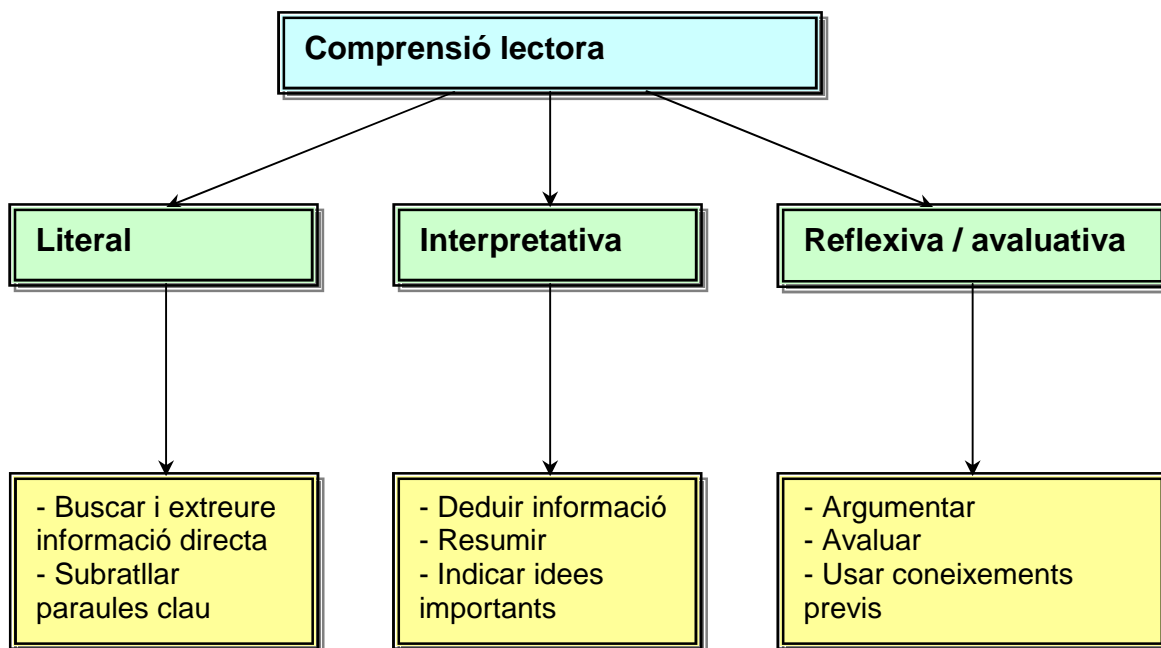 Comprensió lectora
Literal
Interpretativa
Reflexiva / avaluativa
- Buscar i extreure
informació directa
- Subratllar
paraules clau
- Deduir informació
- Resumir
- Indicar idees
importants
- Argumentar
- Avaluar
- Usar coneixements
previs